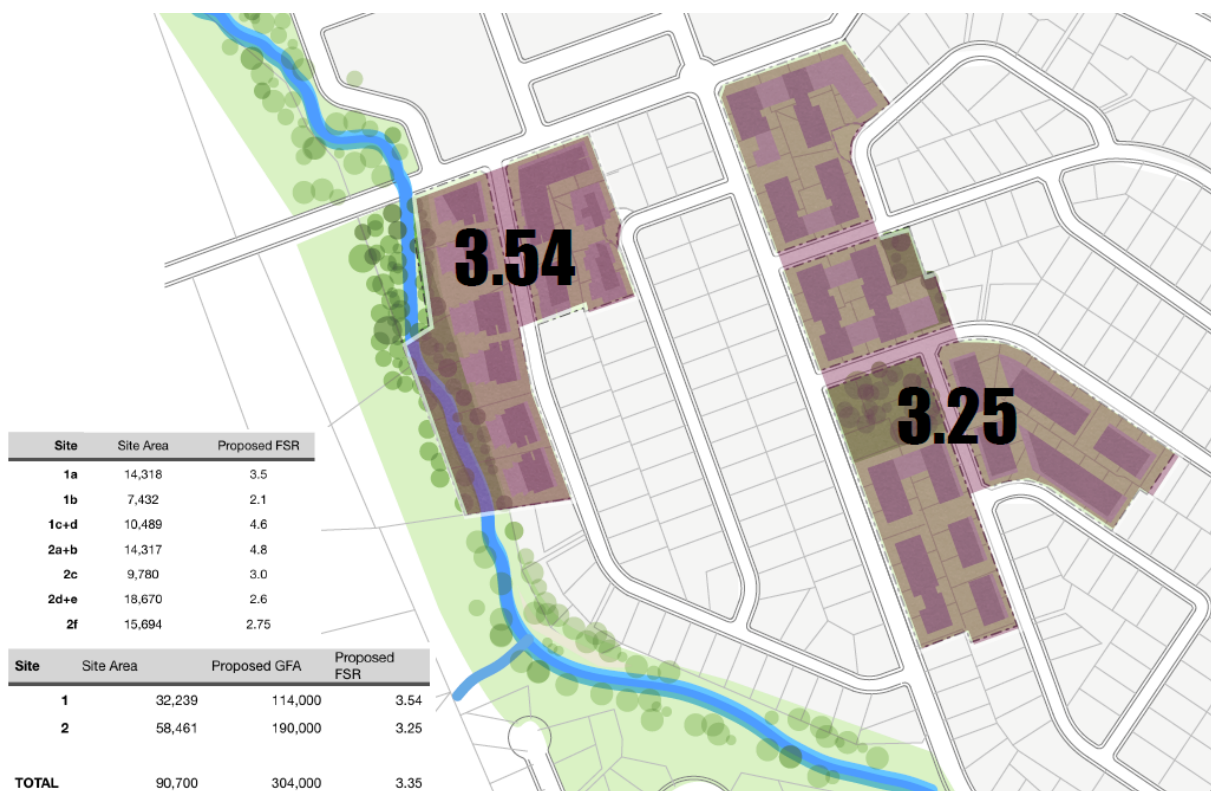 3.54
3.25
Site Site Area Proposed FSR
1a 14,318 3.5
1b 7,432 2.1
1c+d 10,489 4.6
2a+b 14,317 4.8
2c 9,780 3.0
2d+e 18,670 2.6
2f 15,694 2.75
Site Site Area Proposed GFA Proposed FSR
1 32,239 114,000 3.54
2 58,461 190,000 3.25
TOTAL 90,700 304,000 3.35